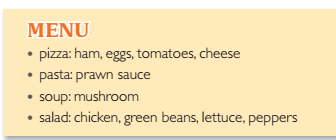 MENU
• pizza: ham, eggs, tomatoes, cheese
• pasta: prawn sauce
• soup: mushroom
• salad: chicken, green beans, lettuce, peppers